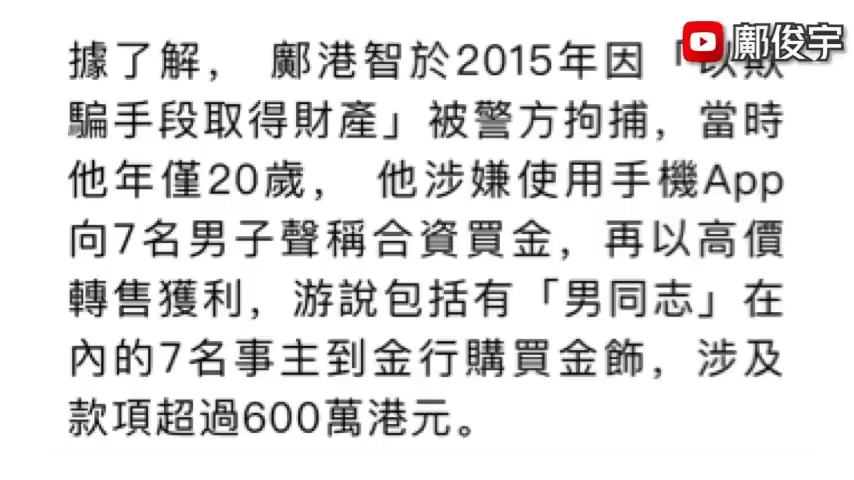 鄺俊宇
據了解， 鄺港智於2015年因「以欺
騙手段取得財產」被警方拘捕，當時
他年僅20歲， 他涉嫌使用手機App
向7名男子聲稱合資買金，再以高價
轉售獲利，游說包括有「男同志」在
內的7名事主到金行購買金飾，涉及
款項超過600萬港元。